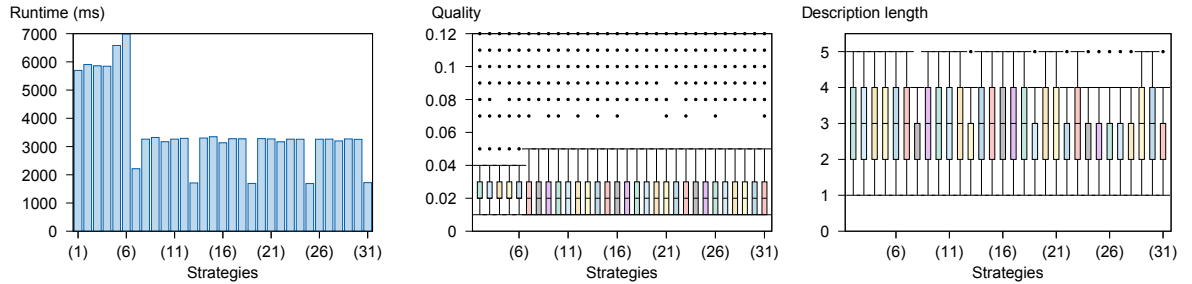 Runtime (ms)
7000
6000
5000
4000
3000
2000
1000
0
(1) (6) (11) (16) (21) (26) (31)
Strategies
Quality
0.12
0.1
0.08
0.06
0.04
0.02
0
(6) (11) (16) (21) (26) (31)
Strategies
Description length
5
4
3
2
1
0
(6) (11) (16) (21) (26) (31)
Strategies